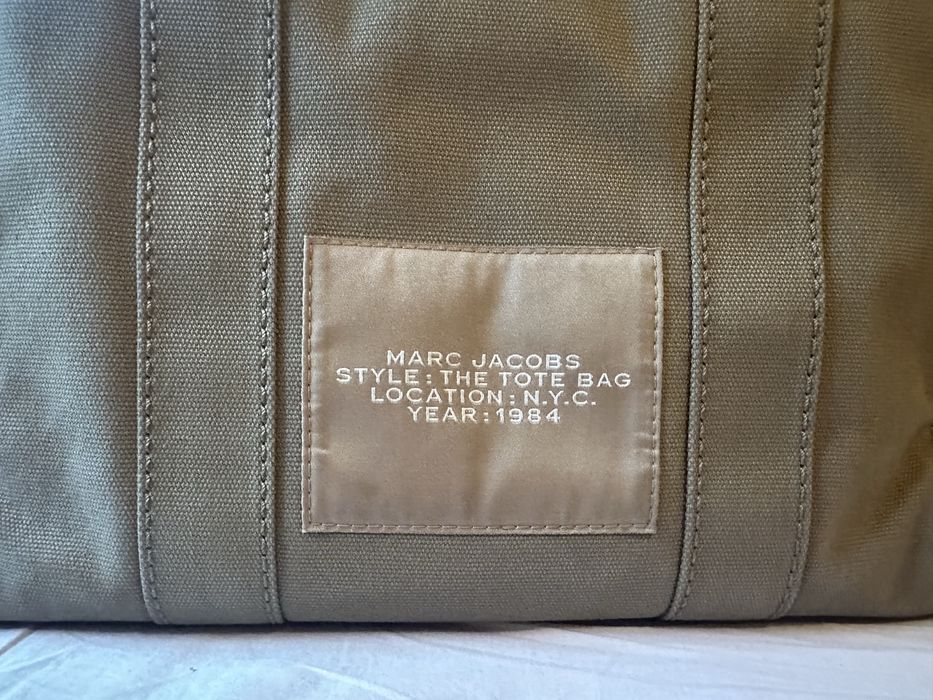 MARC JACOBS
STYLE: THE TOTE BAG
LOCATION: N.Y.C.
YEAR: 1984